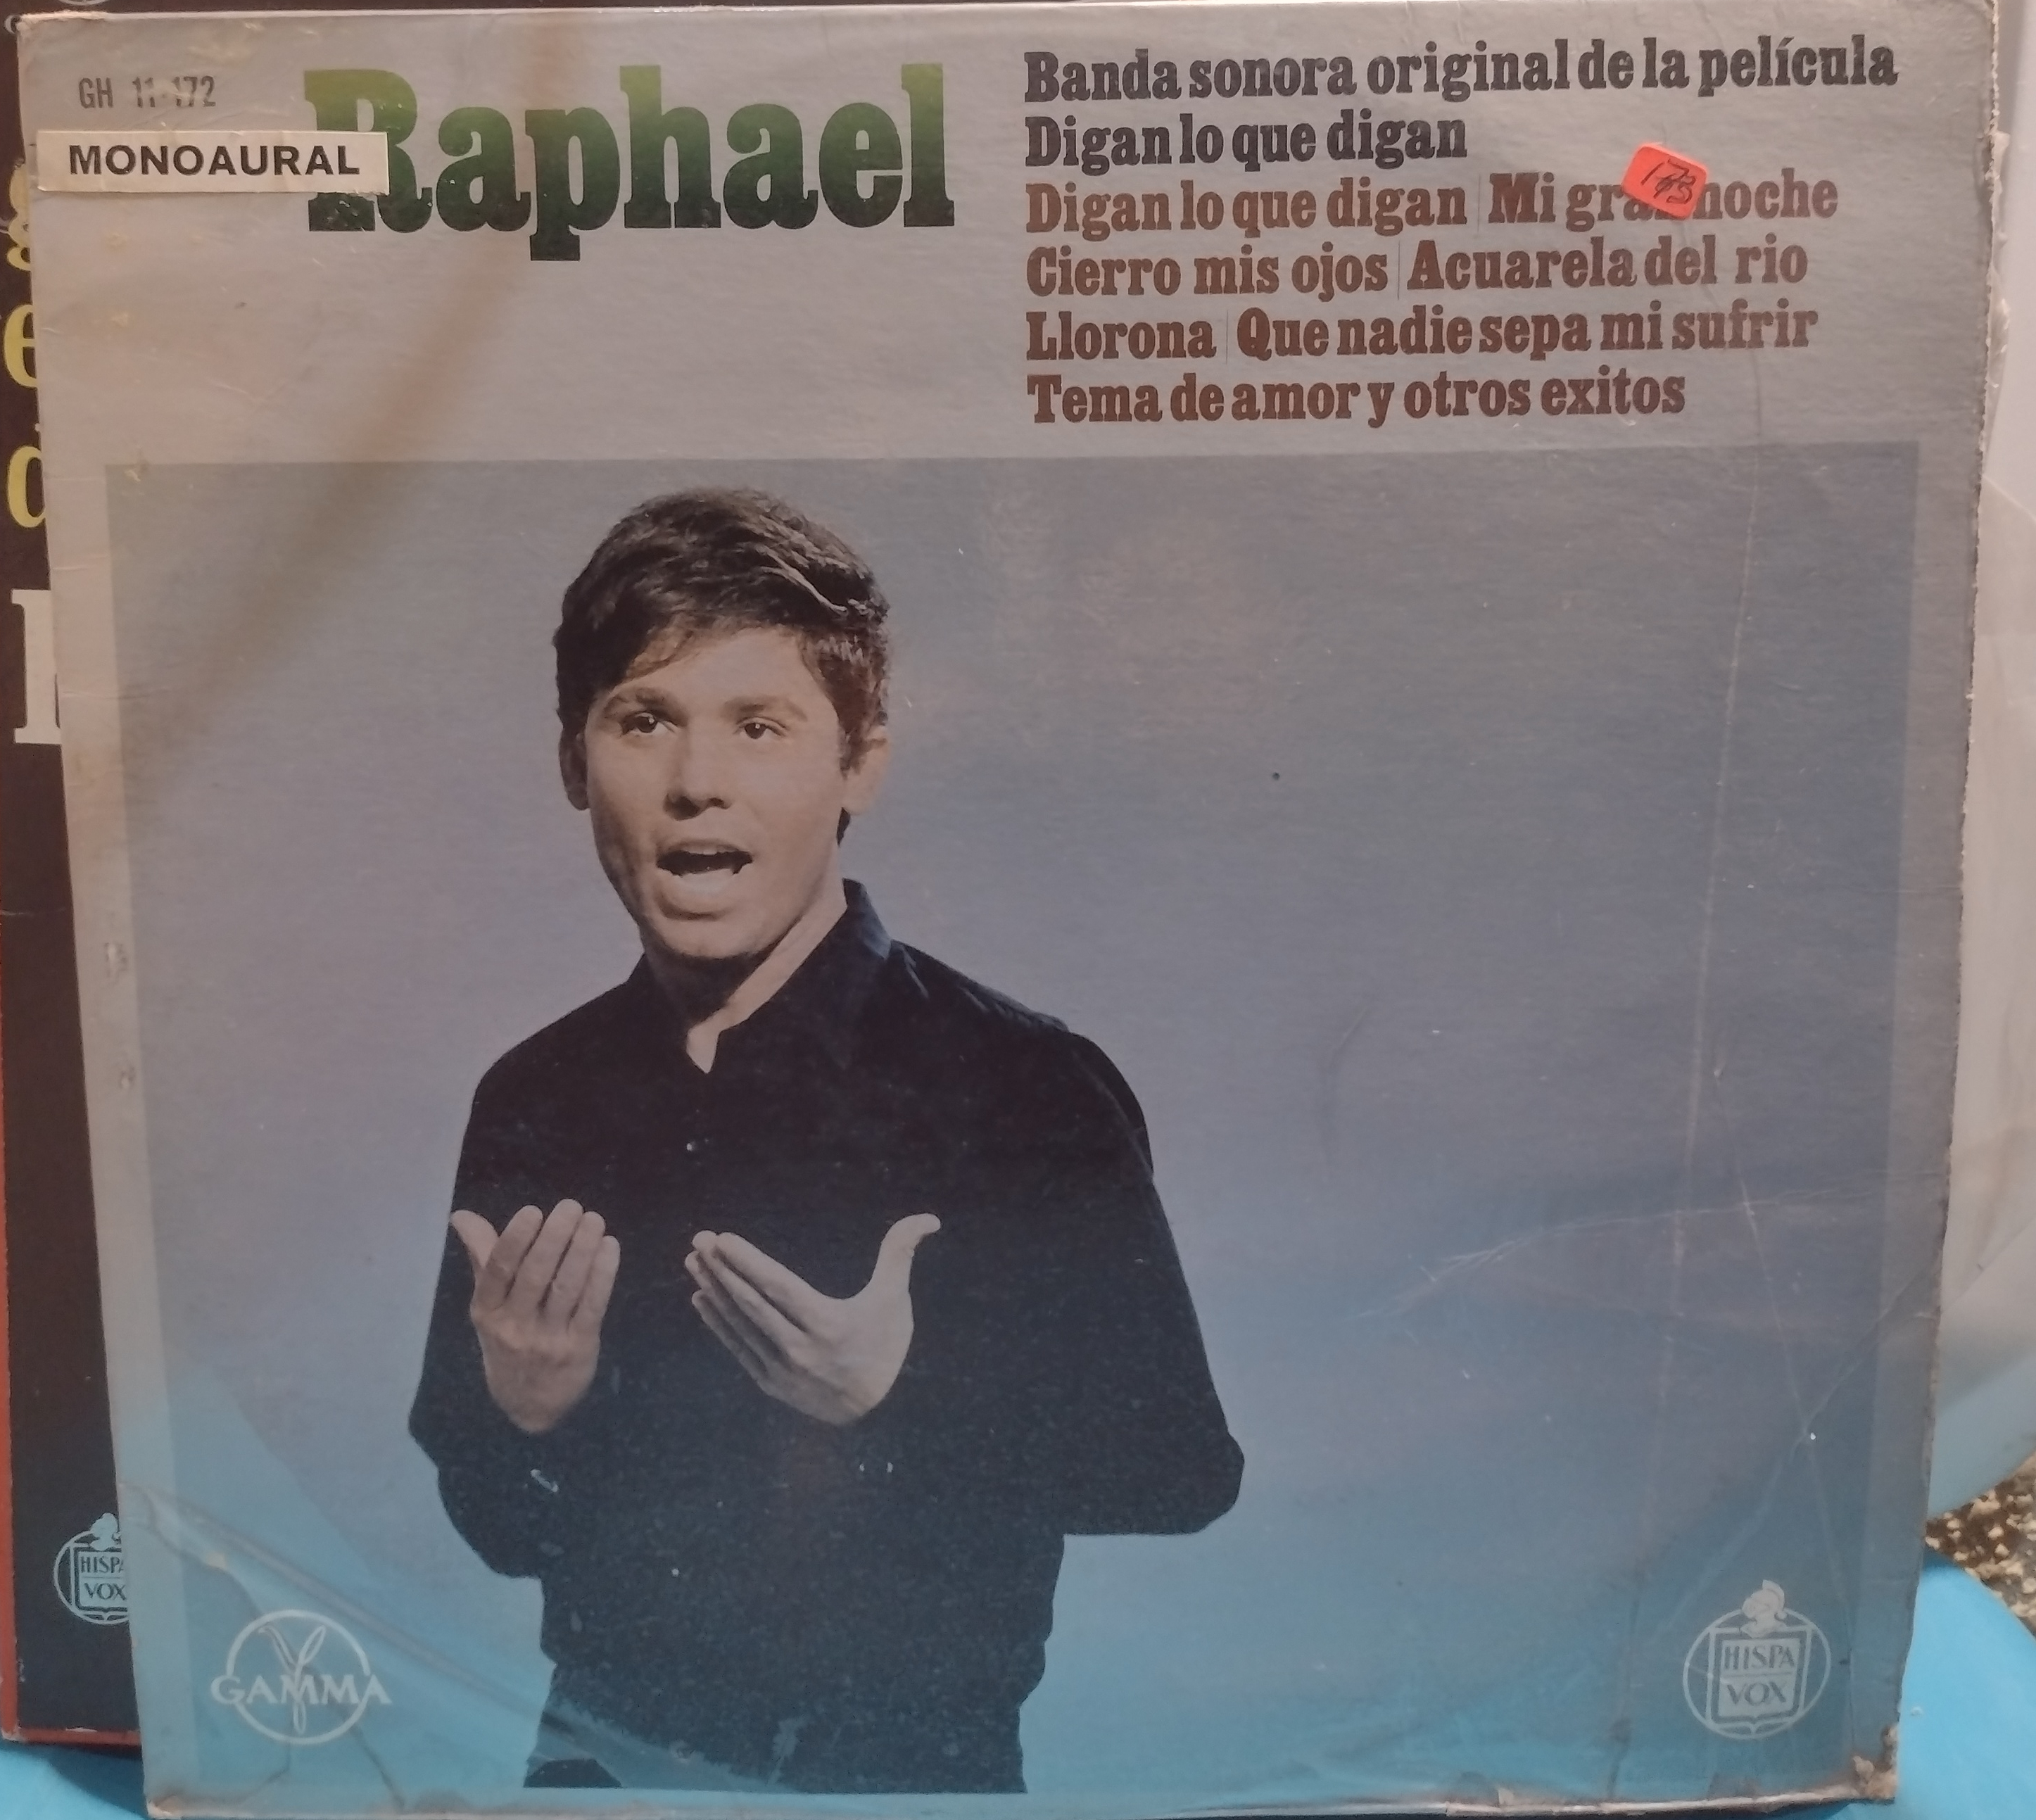 GH 11-172
MONOAURAL
Raphael
Banda sonora original de la película
Digan lo que digan
Digan lo que digan | Mi gran noche
Cierro mis ojos | Acuarela del rio
Llorona | Que nadie sepa mi sufrir
Tema de amor y otros exitos
GAMMA
HISPA
VOX
HISPA
VOX